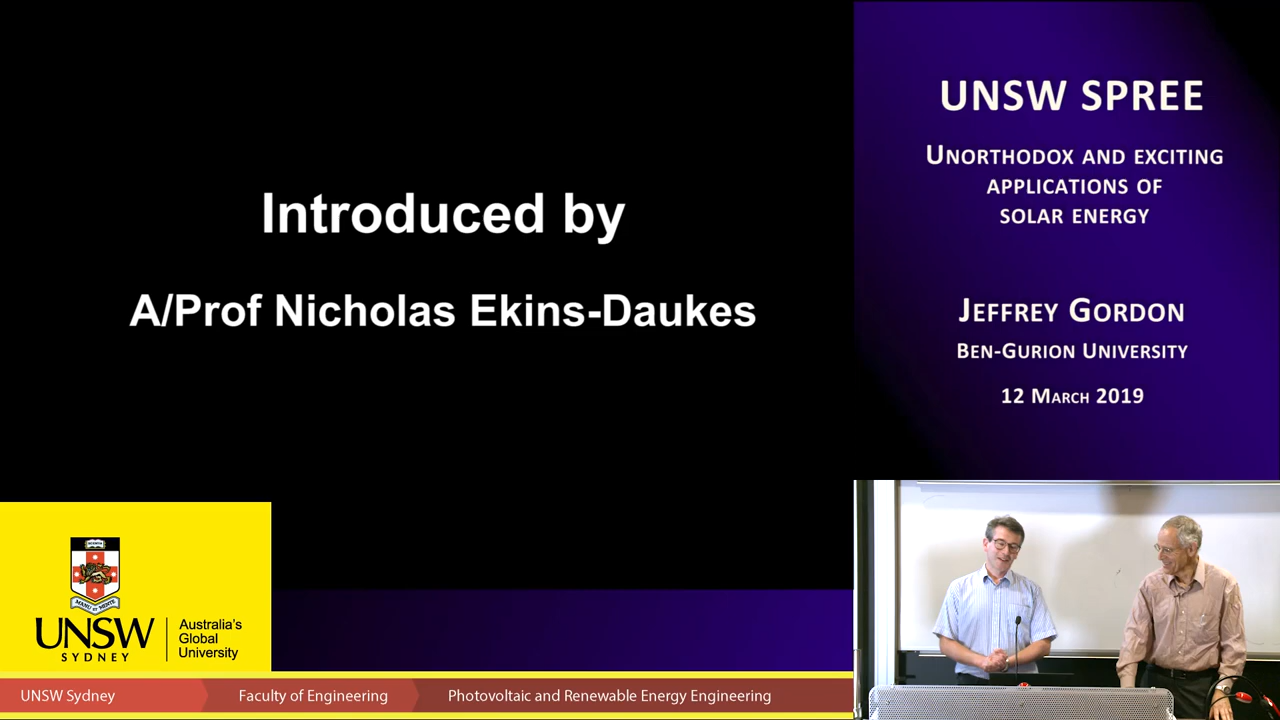 Introduced by
A/Prof Nicholas Ekins-Daukes
UNSW SPREE
UNORTHODOX AND EXCITING
APPLICATIONS OF
SOLAR ENERGY
JEFFREY GORDON
BEN-GURION UNIVERSITY
12 MARCH 2019
UNSW
SYDNEY
Australia's
Global
University
UNSW Sydney
Faculty of Engineering
Photovoltaic and Renewable Energy Engineering